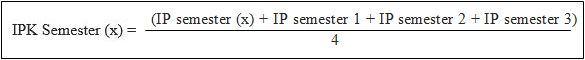 IPK Semester (x) = (IP semester (x) + IP semester 1 + IP semester 2 + IP semester 3)
4